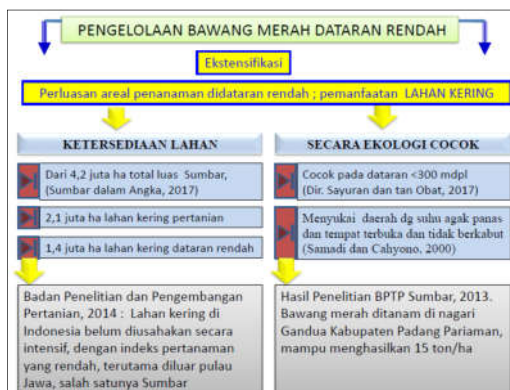 PENGELOLAAN BAWANG MERAH DATARAN RENDAH
Ekstensifikasi
Perluasan areal penanaman didataran rendah ; pemanfaatan LAHAN KERING
KETERSEDIAAN LAHAN
Dari 4,2 juta ha total luas Sumbar,
(Sumbar dalam Angka, 2017)
2,1 juta ha lahan kering pertanian
1,4 juta ha lahan kering dataran rendah
Badan Penelitian dan Pengembangan
Pertanian, 2014 : Lahan kering di
Indonesia belum diusahakan secara
intensif, dengan indeks pertanaman
yang rendah, terutama diluar pulau
Jawa, salah satunya Sumbar
SECARA EKOLOGI COCOK
Cocok pada dataran <300 mdpl
(Dir. Sayuran dan tan Obat, 2017)
Menyukai daerah dg suhu agak panas
dan tempat terbuka dan tidak berkabut
(Samadi dan Cahyono, 2000)
Hasil Penelitian BPTP Sumbar, 2013.
Bawang merah ditanam di nagari
Gandua Kabupaten Padang Pariaman,
mampu menghasilkan 15 ton/ha